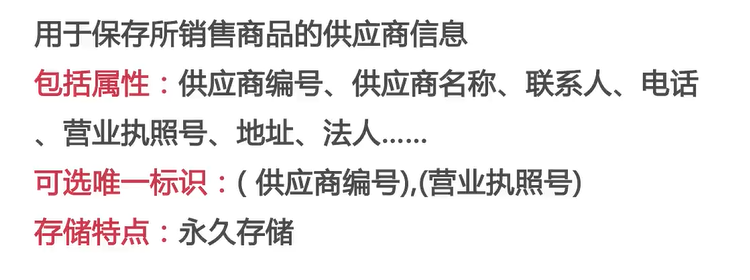 用于保存所销售商品的供应商信息
包括属性：供应商编号、供应商名称、联系人、电话
、营业执照号、地址、法人……
可选唯一标识：( 供应商编号),(营业执照号)
存储特点：永久存储